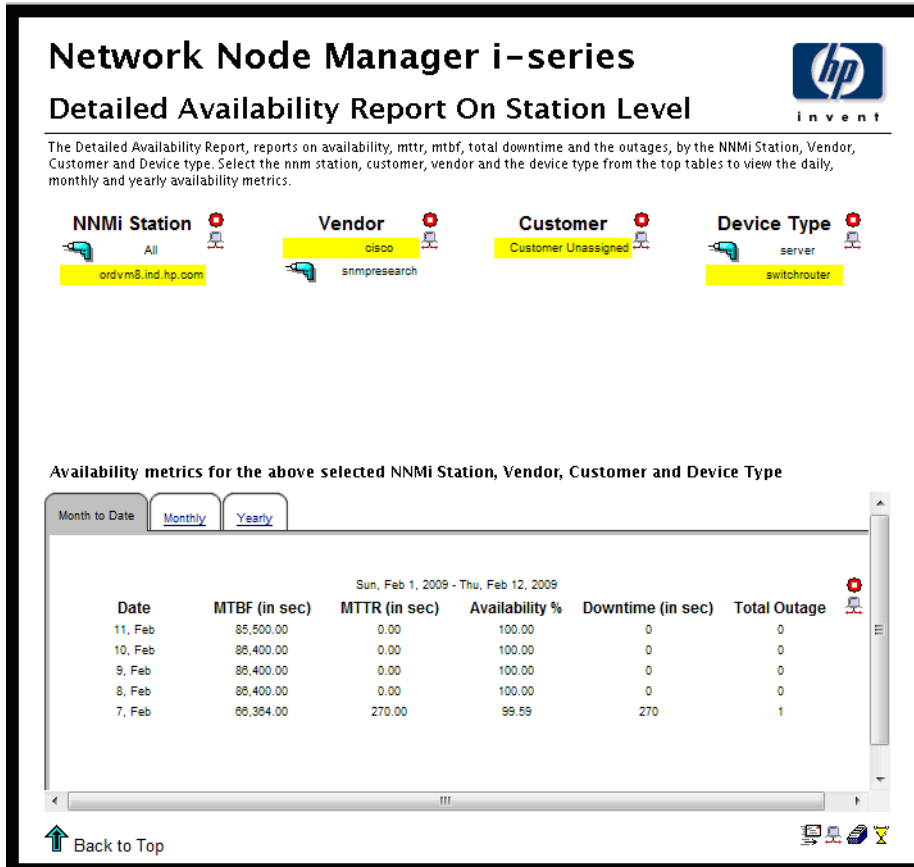 Network Node Manager i-series
hp
invent
Detailed Availability Report On Station Level
The Detailed Availability Report, reports on availability, mttr, mtbf, total downtime and the outages, by the NNMi Station, Vendor,
Customer and Device type. Select the nnm station, customer, vendor and the device type from the top tables to view the daily,
monthly and yearly availability metrics.
NNMi Station Vendor Customer Device Type
All cisco Customer Unassigned server
ordvm8.ind.hp.com snmpresearch switchrouter
Availability metrics for the above selected NNMi Station, Vendor, Customer and Device Type
Month to Date Monthly Yearly
Sun, Feb 1, 2009 - Thu, Feb 12, 2009
Date MTBF (in sec) MTTR (in sec) Availability % Downtime (in sec) Total Outage
11, Feb 85,500.00 0.00 100.00 0 0
10, Feb 86,400.00 0.00 100.00 0 0
9, Feb 86,400.00 0.00 100.00 0 0
8, Feb 86,400.00 0.00 100.00 0 0
7, Feb 66,364.00 270.00 99.59 270 1
Back to Top